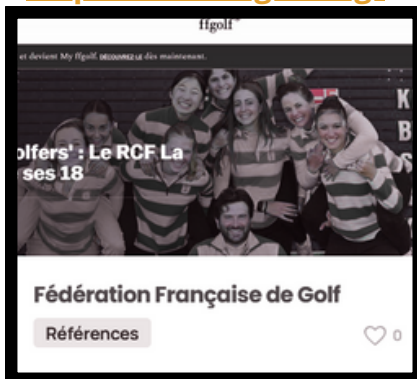 ffgolf
et devient My ffgolf. DÉCOUVREZ-LE dès maintenant.
K
B
olfers' : Le RCF La
ses 18
Fédération Française de Golf
Références
0